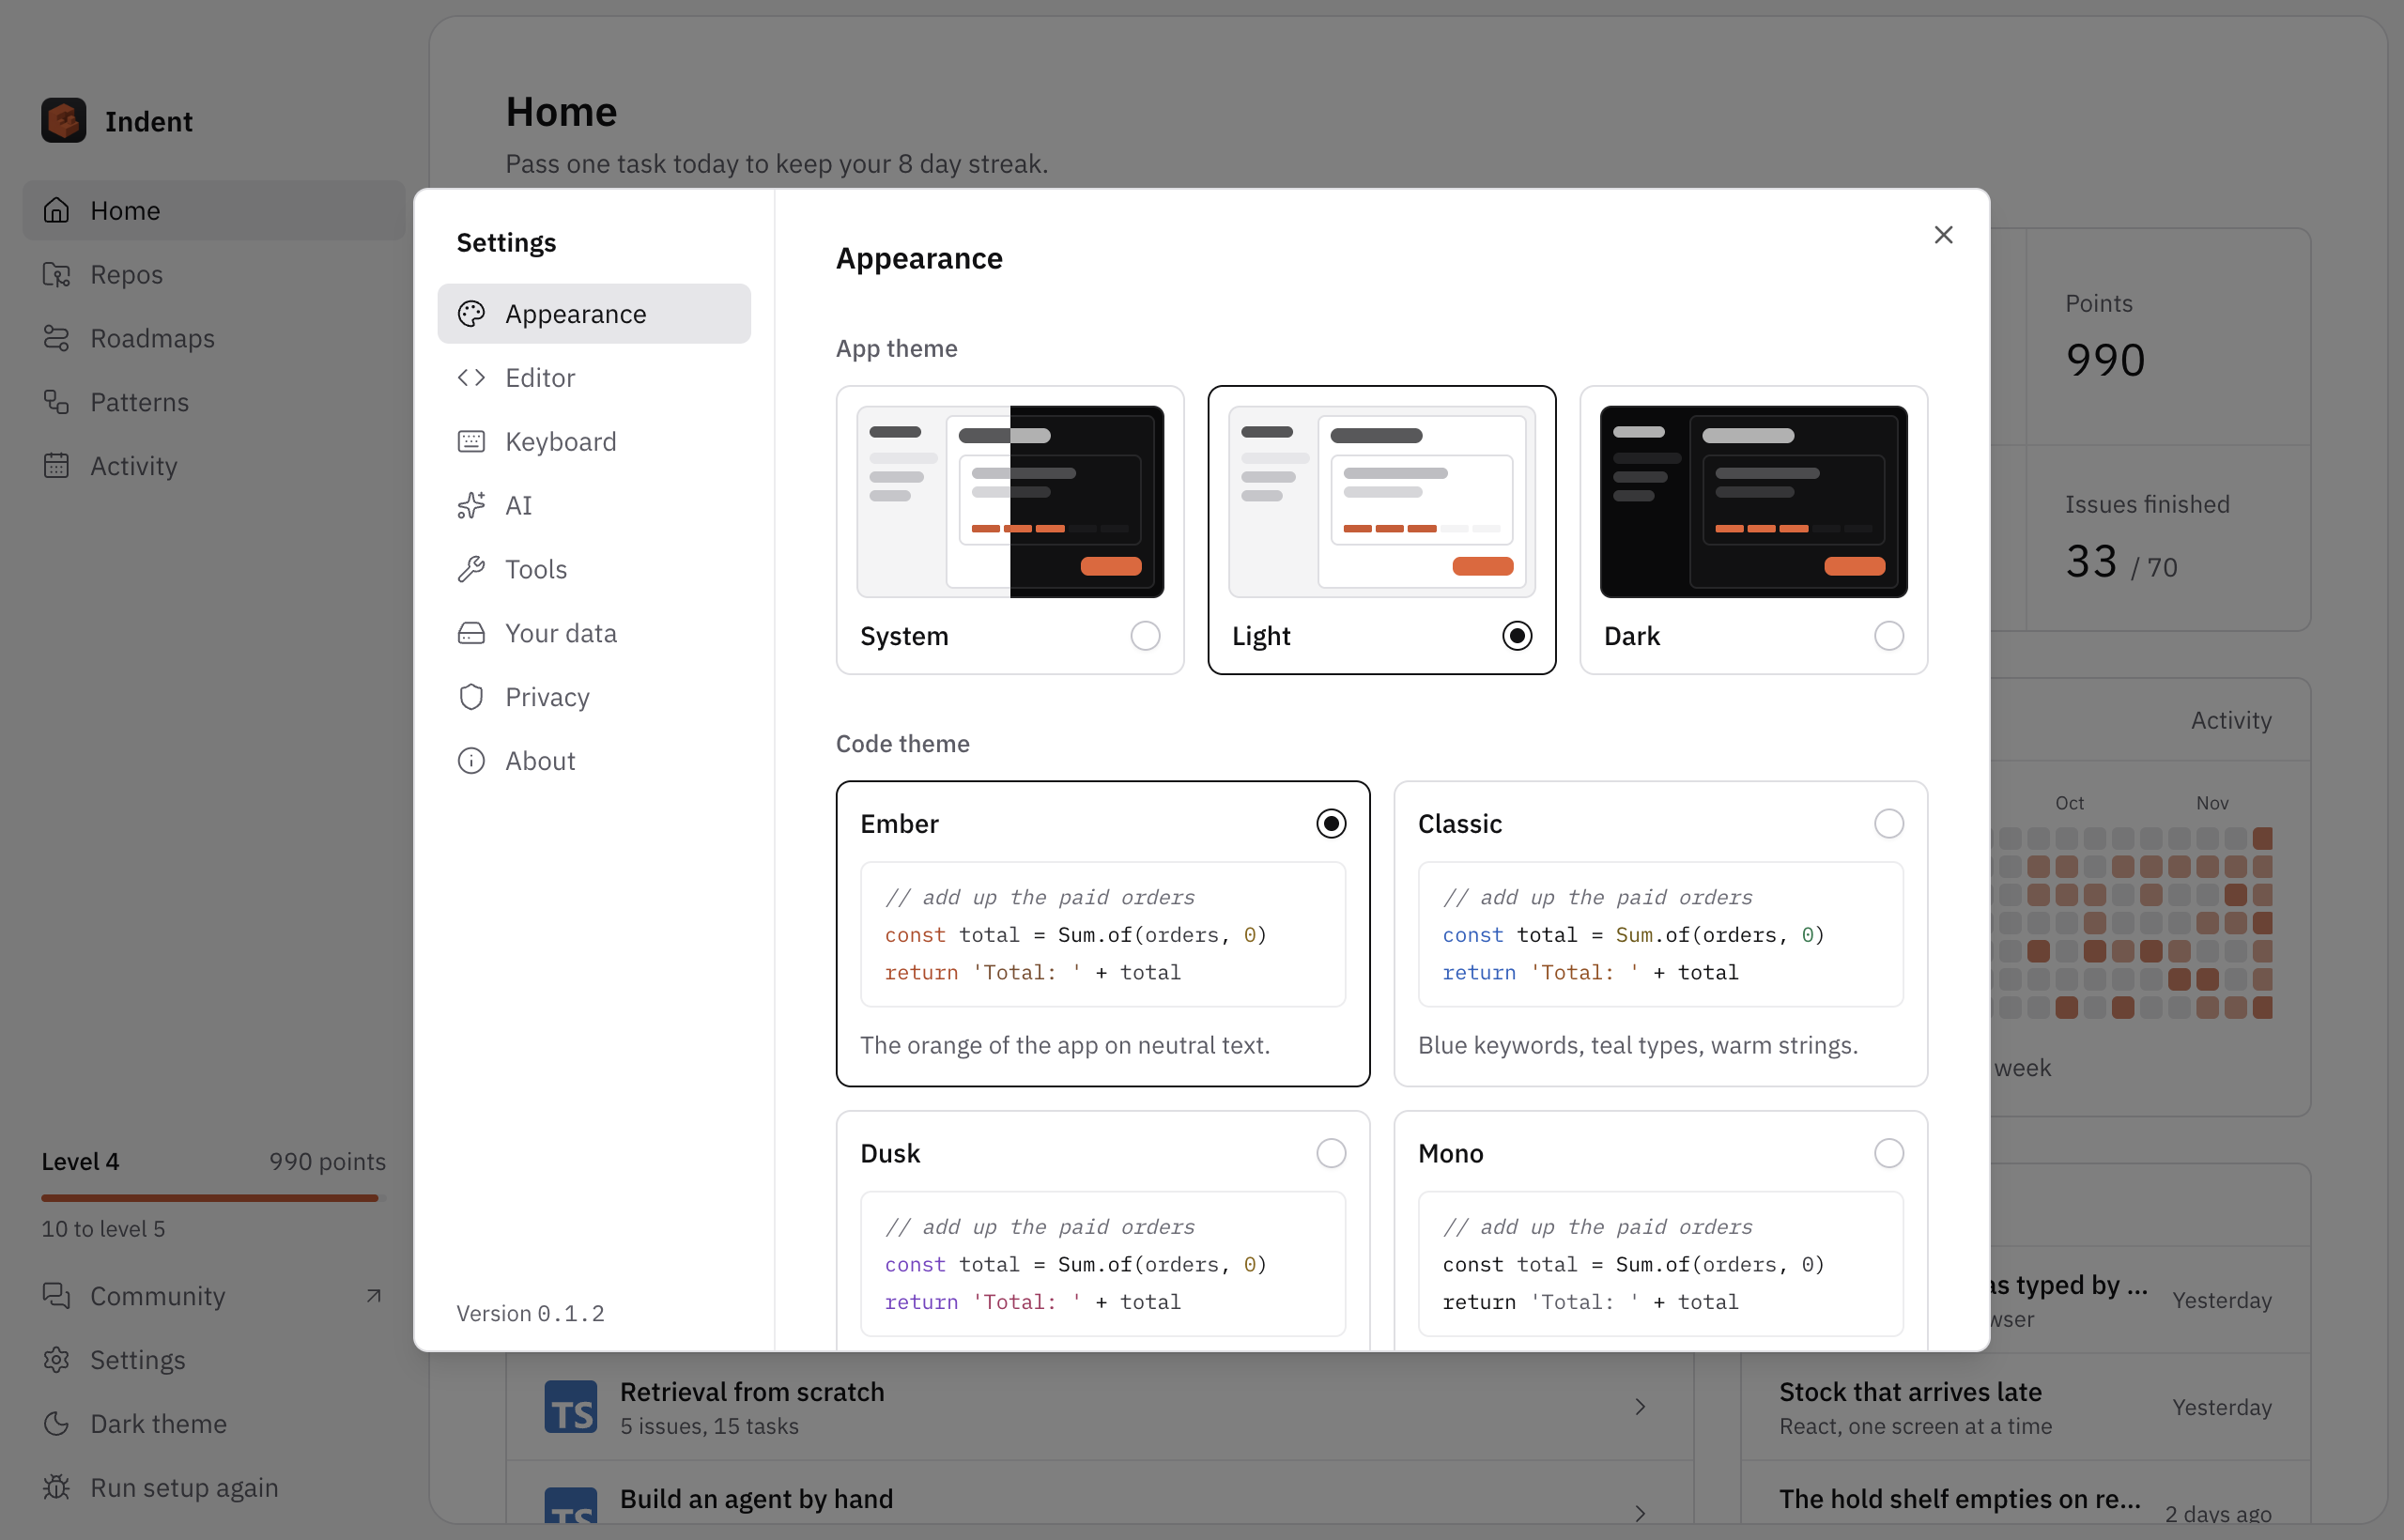 Indent
Home
Repos
Roadmaps
Patterns
Activity
Level 4
990 points
10 to level 5
Community
Settings
Dark theme
Run setup again
Home
Pass one task today to keep your 8 day streak.
Points
990
Issues finished
33 / 70
Activity
Oct
Nov
week
as typed by ...
Yesterday
wser
Stock that arrives late
Yesterday
React, one screen at a time
The hold shelf empties on re...
2 days ago
TS
Retrieval from scratch
5 issues, 15 tasks
TS
Build an agent by hand
Settings
Appearance
Editor
Keyboard
AI
Tools
Your data
Privacy
About
Version 0.1.2
Appearance
App theme
System
Light
Dark
Code theme
Ember
// add up the paid orders
const total = Sum.of(orders, 0)
return 'Total: ' + total
The orange of the app on neutral text.
Classic
// add up the paid orders
const total = Sum.of(orders, 0)
return 'Total: ' + total
Blue keywords, teal types, warm strings.
Dusk
// add up the paid orders
const total = Sum.of(orders, 0)
return 'Total: ' + total
Mono
// add up the paid orders
const total = Sum.of(orders, 0)
return 'Total: ' + total